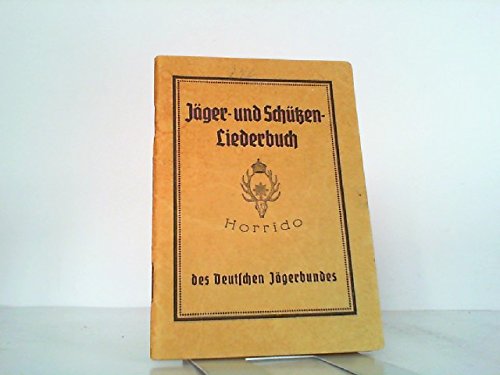 Jäger- und Schützen-
Liederbuch
Horrido
des Deutschen Jägerbundes